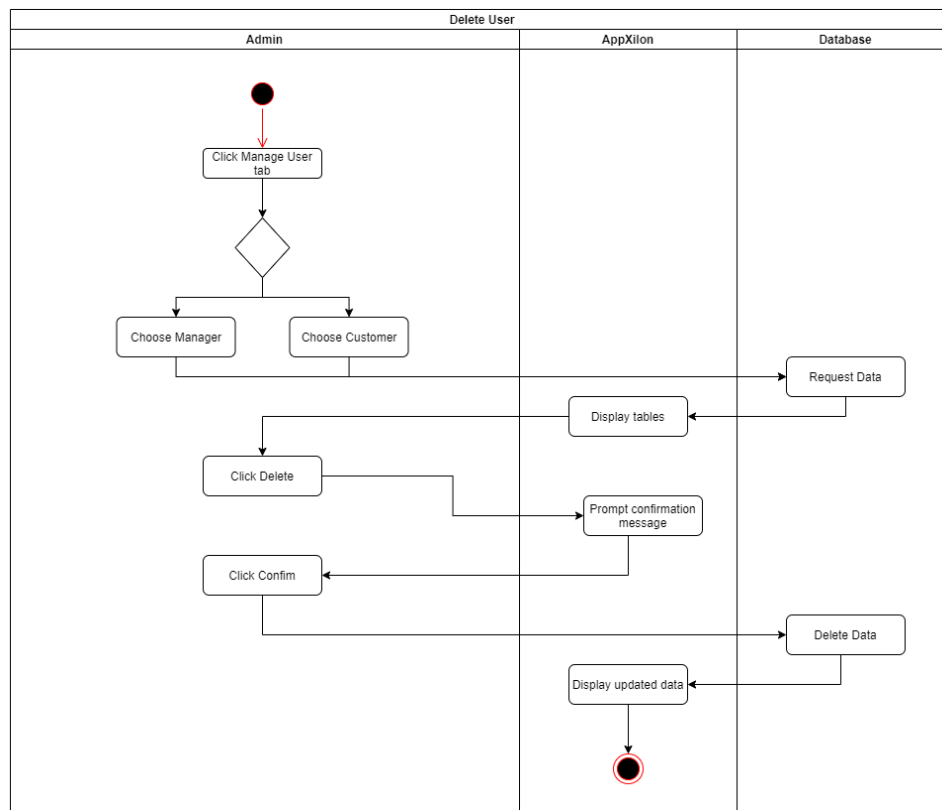 Delete User
Admin
AppXilon
Database
Click Manage User
tab
Choose Manager
Choose Customer
Request Data
Display tables
Click Delete
Prompt confirmation
message
Click Confim
Delete Data
Display updated data